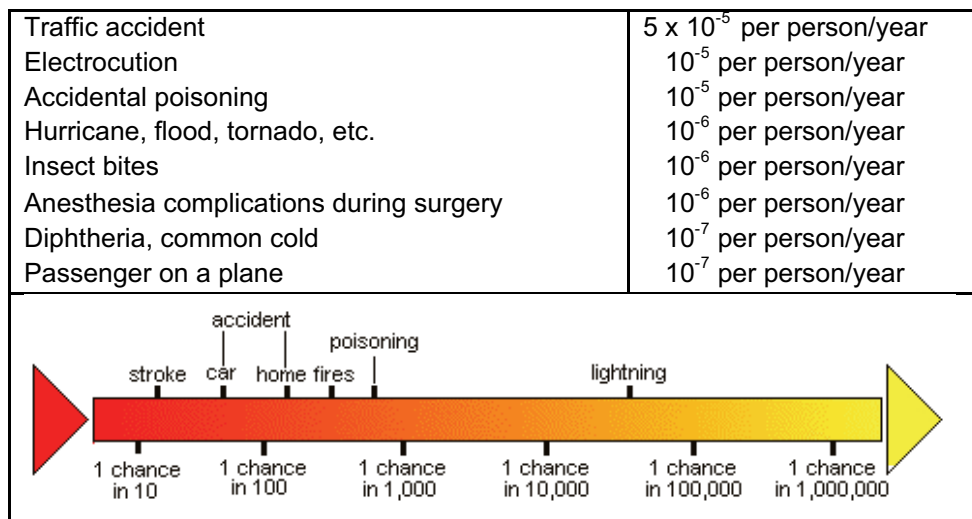 Traffic accident 5 x 10⁻⁵ per person/year
Electrocution 10⁻⁵ per person/year
Accidental poisoning 10⁻⁵ per person/year
Hurricane, flood, tornado, etc. 10⁻⁶ per person/year
Insect bites 10⁻⁶ per person/year
Anesthesia complications during surgery 10⁻⁶ per person/year
Diphtheria, common cold 10⁻⁷ per person/year
Passenger on a plane 10⁻⁷ per person/year
accident
poisoning
stroke car home fires lightning
1 chance 1 chance 1 chance 1 chance 1 chance 1 chance
in 10 in 100 in 1,000 in 10,000 in 100,000 in 1,000,000